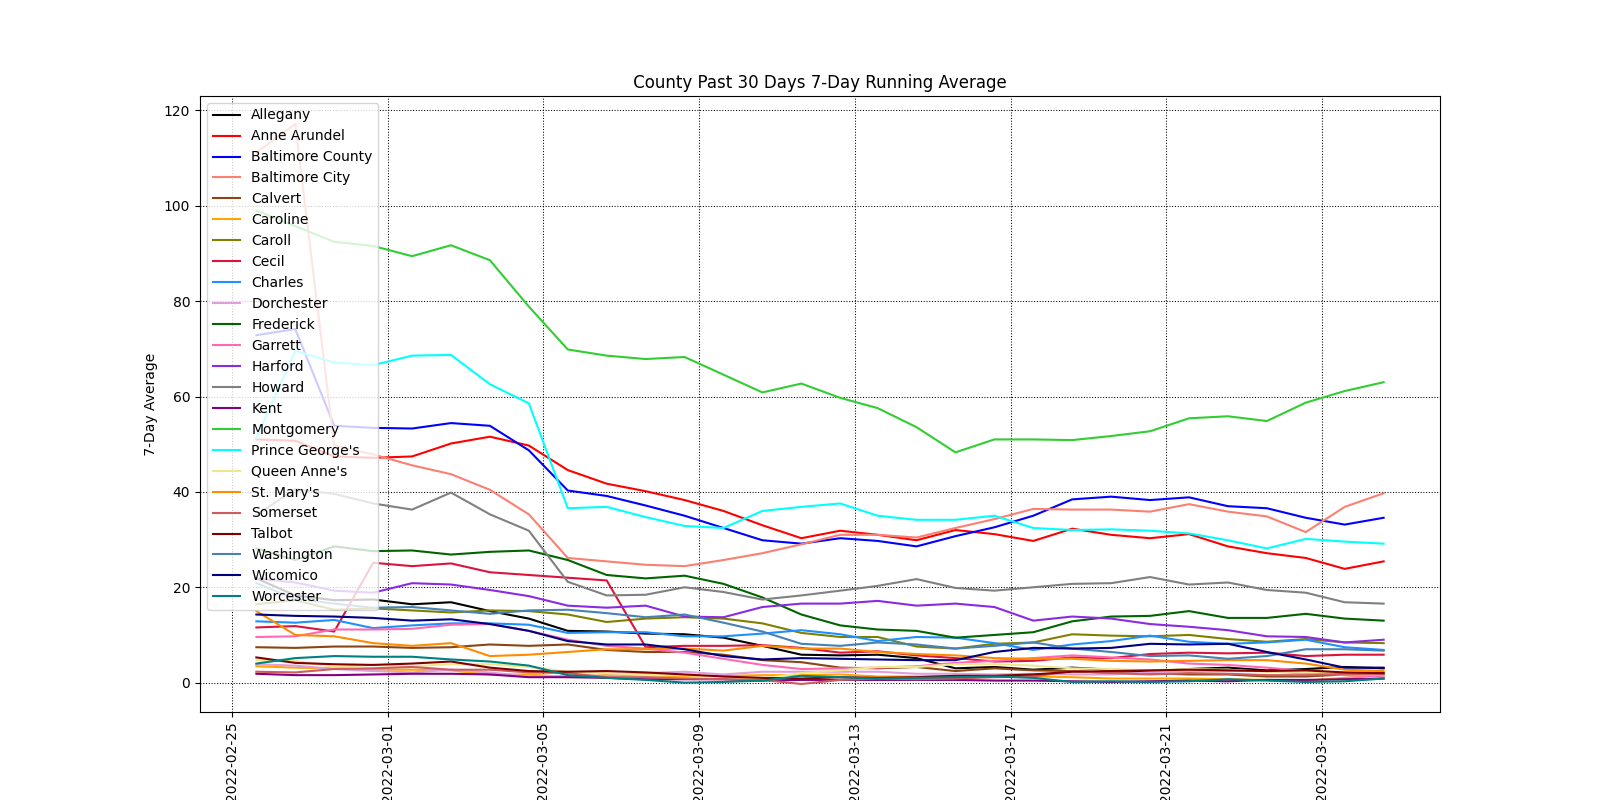 County Past 30 Days 7-Day Running Average
120
100
80
60
40
20
0
7-Day Average
Allegany
Anne Arundel
Baltimore County
Baltimore City
Calvert
Caroline
Caroll
Cecil
Charles
Dorchester
Frederick
Garrett
Harford
Howard
Kent
Montgomery
Prince George's
Queen Anne's
St. Mary's
Somerset
Talbot
Washington
Wicomico
Worcester
2022-02-25
2022-03-01
2022-03-05
2022-03-09
2022-03-13
2022-03-17
2022-03-21
2022-03-25